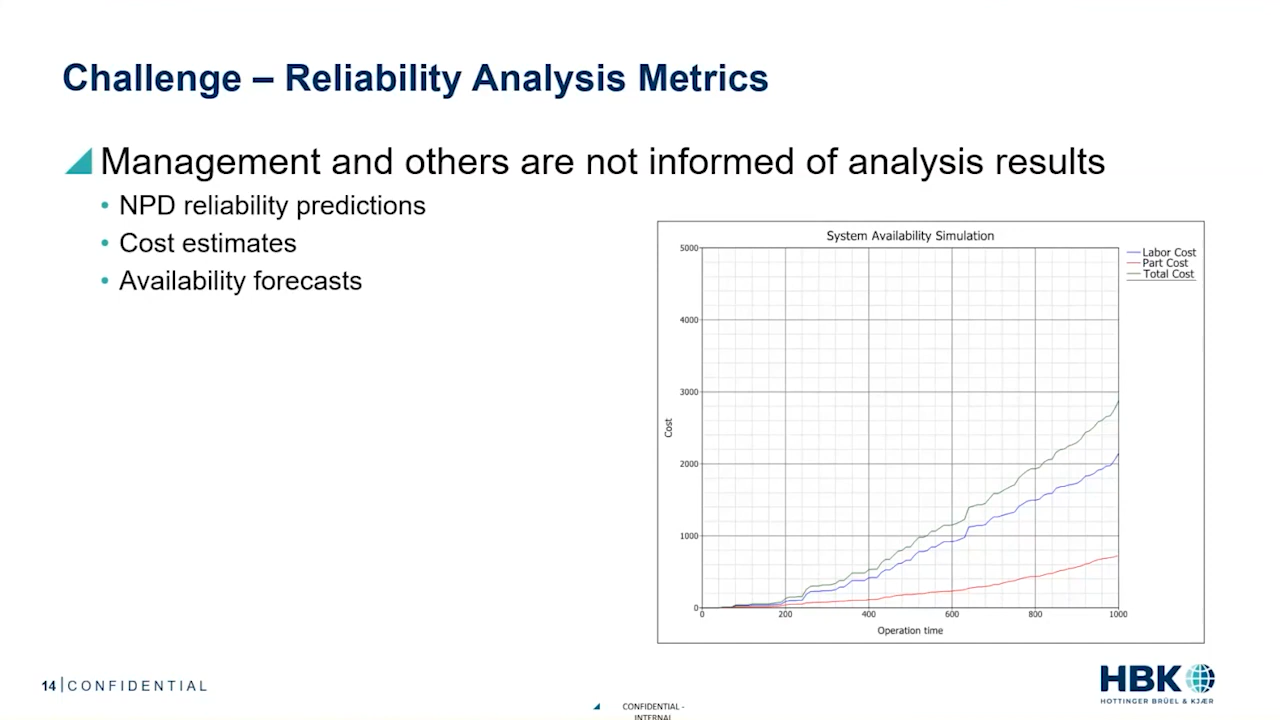 Challenge – Reliability Analysis Metrics
Management and others are not informed of analysis results
• NPD reliability predictions
• Cost estimates
• Availability forecasts
System Availability Simulation
5000
4000
3000
2000
1000
0
Cost
0 200 400 600 800 1000
Operation time
Labor Cost
Part Cost
Total Cost
14 | CONFIDENTIAL
CONFIDENTIAL -
INTERNAL
HBK
HOTTINGER BRÜEL & KJÆR